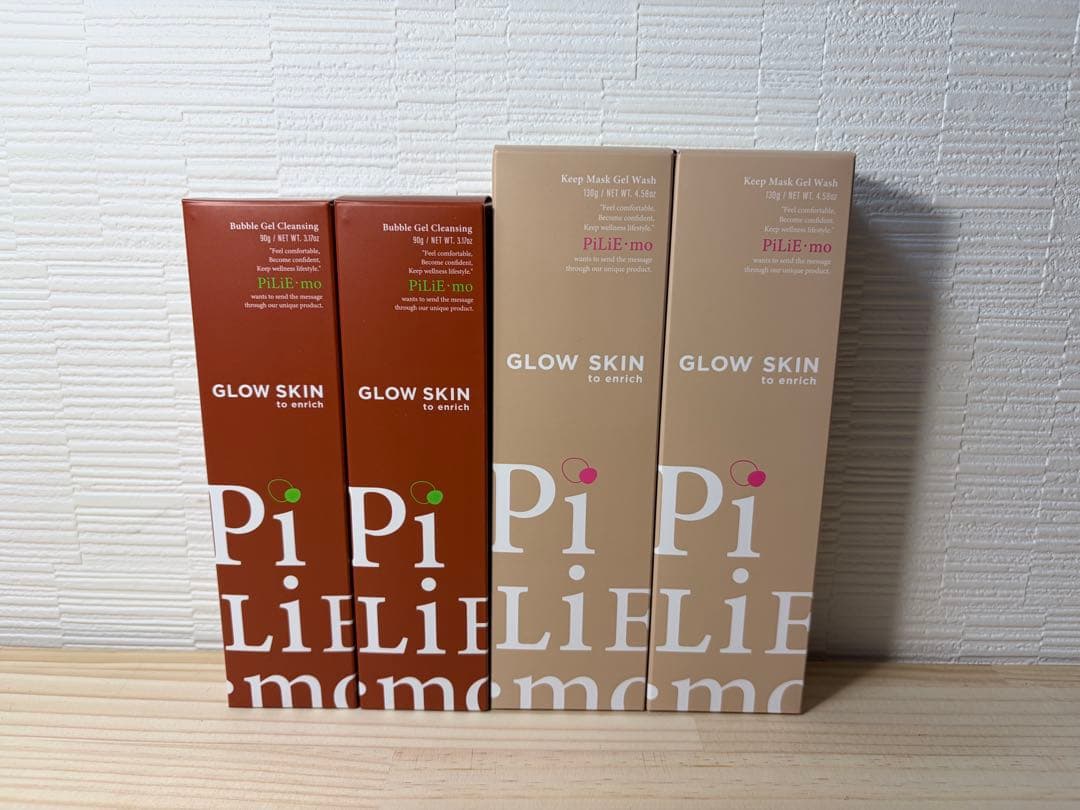 Bubble Gel Cleansing
90g / NET WT. 3.17oz
"Feel comfortable,
Become confident,
Keep wellness lifestyle."
PiLiE·mo
wants to send the message
through our unique product.
GLOW SKIN
to enrich
Pi
LiE
:mo
Bubble Gel Cleansing
90g / NET WT. 3.17oz
"Feel comfortable,
Become confident,
Keep wellness lifestyle."
PiLiE·mo
wants to send the message
through our unique product.
GLOW SKIN
to enrich
Pi
LiE
:mo
Keep Mask Gel Wash
130g / NET WT. 4.58oz
"Feel comfortable,
Become confident,
Keep wellness lifestyle."
PiLiE·mo
wants to send the message
through our unique product.
GLOW SKIN
to enrich
Pi
LiE
:mo
Keep Mask Gel Wash
130g / NET WT. 4.58oz
"Feel comfortable,
Become confident,
Keep wellness lifestyle."
PiLiE·mo
wants to send the message
through our unique product.
GLOW SKIN
to enrich
Pi
LiE
:mo